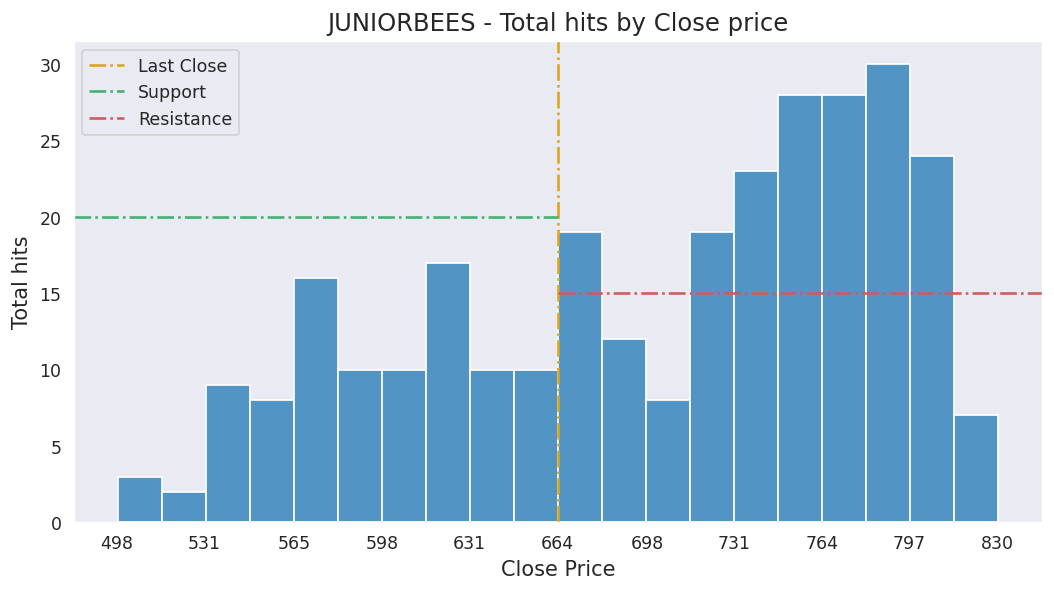 JUNIORBEES - Total hits by Close price
Last Close
Support
Resistance
Total hits
30
25
20
15
10
5
0
498 531 565 598 631 664 698 731 764 797 830
Close Price